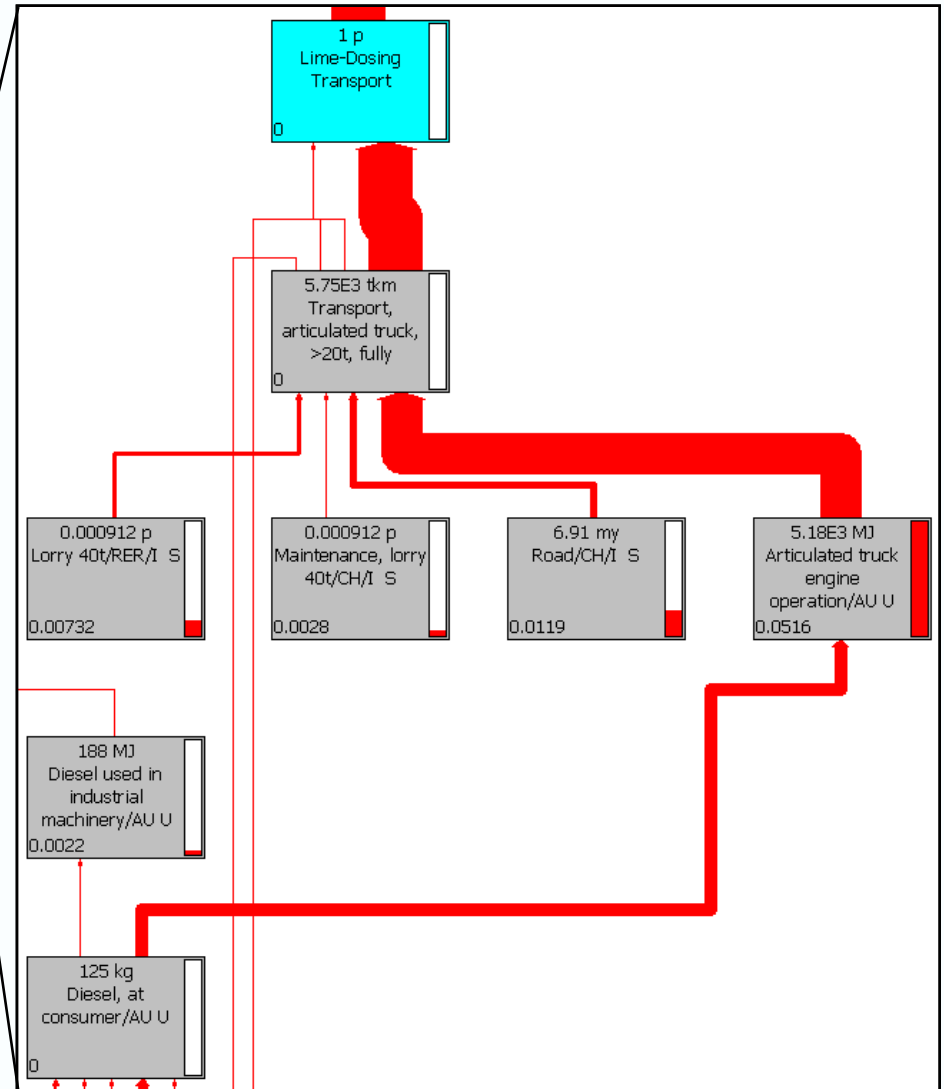 1 p
Lime-Dosing
Transport
0
5.75E3 tkm
Transport,
articulated truck,
>20t, fully
0
0.000912 p
Lorry 40t/RER/I S
0.00732
0.000912 p
Maintenance, lorry
40t/CH/I S
0.0028
6.91 my
Road/CH/I S
0.0119
5.18E3 MJ
Articulated truck
engine
operation/AU U
0.0516
188 MJ
Diesel used in
industrial
machinery/AU U
0.0022
125 kg
Diesel, at
consumer/AU U
0